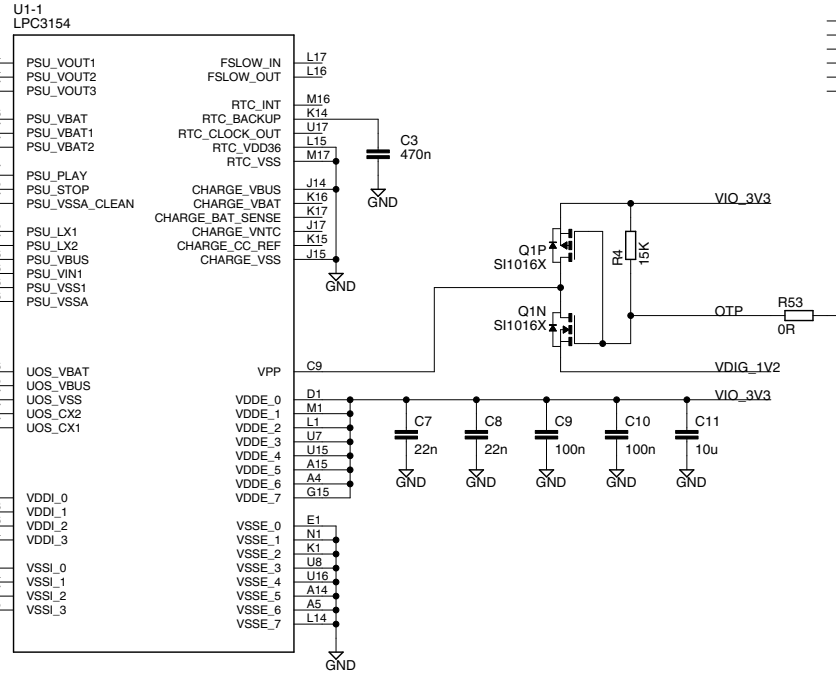 U1-1
LPC3154
PSU_VOUT1
PSU_VOUT2
PSU_VOUT3
PSU_VBAT
PSU_VBAT1
PSU_VBAT2
PSU_PLAY
PSU_STOP
PSU_VSSA_CLEAN
PSU_LX1
PSU_LX2
PSU_VBUS
PSU_VIN1
PSU_VSS1
PSU_VSSA
UOS_VBAT
UOS_VBUS
UOS_VSS
UOS_CX2
UOS_CX1
VDDI_0
VDDI_1
VDDI_2
VDDI_3
VSSI_0
VSSI_1
VSSI_2
VSSI_3
FSLOW_IN L17
FSLOW_OUT L16
RTC_INT M16
RTC_BACKUP K14
RTC_CLOCK_OUT U17
RTC_VDD36 L15
RTC_VSS M17
CHARGE_VBUS J14
CHARGE_VBAT K16
CHARGE_BAT_SENSE K17
CHARGE_VNTC J17
CHARGE_CC_REF K15
CHARGE_VSS J15
VPP C9
VDDE_0 D1
VDDE_1 M1
VDDE_2 L1
VDDE_3 U7
VDDE_4 U15
VDDE_5 A15
VDDE_6 A4
VDDE_7 G15
VSSE_0 E1
VSSE_1 N1
VSSE_2 K1
VSSE_3 U8
VSSE_4 U16
VSSE_5 A14
VSSE_6 A5
VSSE_7 L14
GND
C3
470n
GND
GND
VIO_3V3
Q1P
SI1016X
R4
15K
Q1N
SI1016X
OTP
R53
0R
VDIG_1V2
VIO_3V3
C7
22n
GND
C8
22n
GND
C9
100n
GND
C10
100n
GND
C11
10u
GND